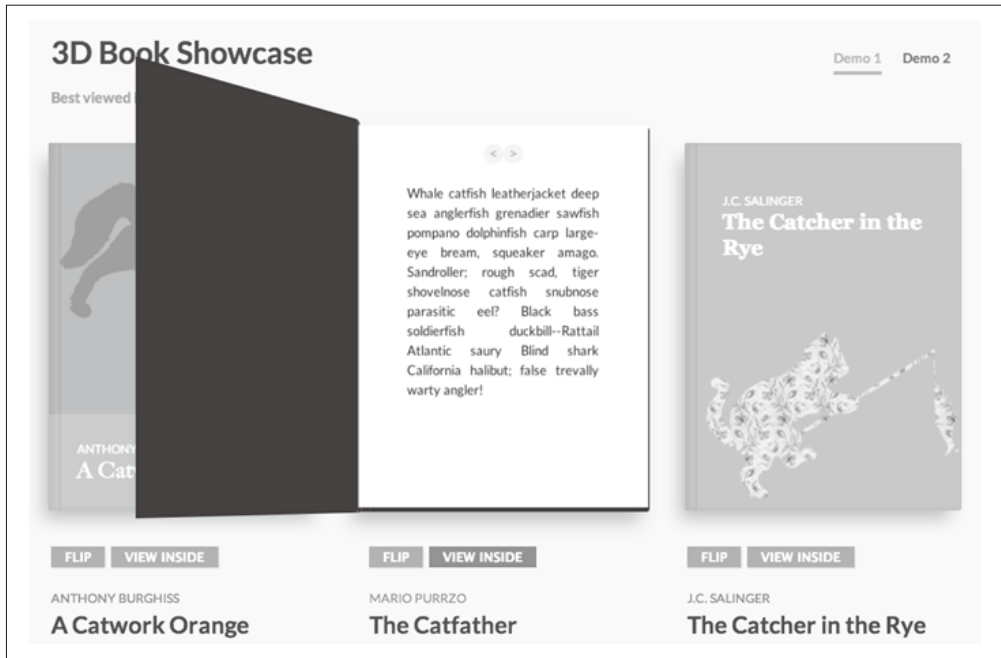 3D Book Showcase
Demo 1 Demo 2
Best viewed
< >
Whale catfish leatherjacket deep
sea anglerfish grenadier sawfish
pompano dolphinfish carp large-
eye bream, squeaker amago.
Sandroller; rough scad, tiger
shovelnose catfish snubnose
parasitic eel? Black bass
soldierfish duckbill--Rattail
Atlantic saury Blind shark
California halibut; false trevally
warty angler!
J.C. SALINGER
The Catcher in the
Rye
ANTHONY
A Cat
FLIP VIEW INSIDE
FLIP VIEW INSIDE
FLIP VIEW INSIDE
ANTHONY BURGHISS
A Catwork Orange
MARIO PURRZO
The Catfather
J.C. SALINGER
The Catcher in the Rye